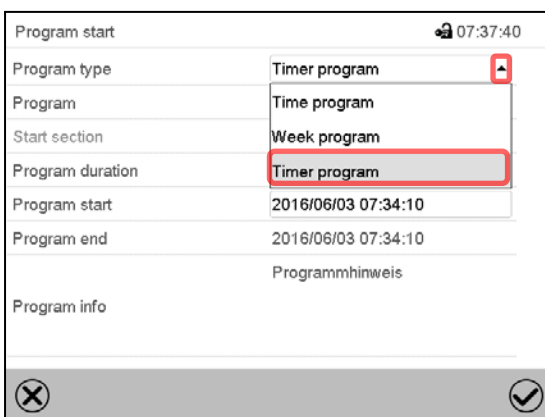 Program start 07:37:40
Program type Timer program
Program Time program
Start section Week program
Program duration Timer program
Program start 2016/06/03 07:34:10
Program end 2016/06/03 07:34:10
Programmhinweis
Program info